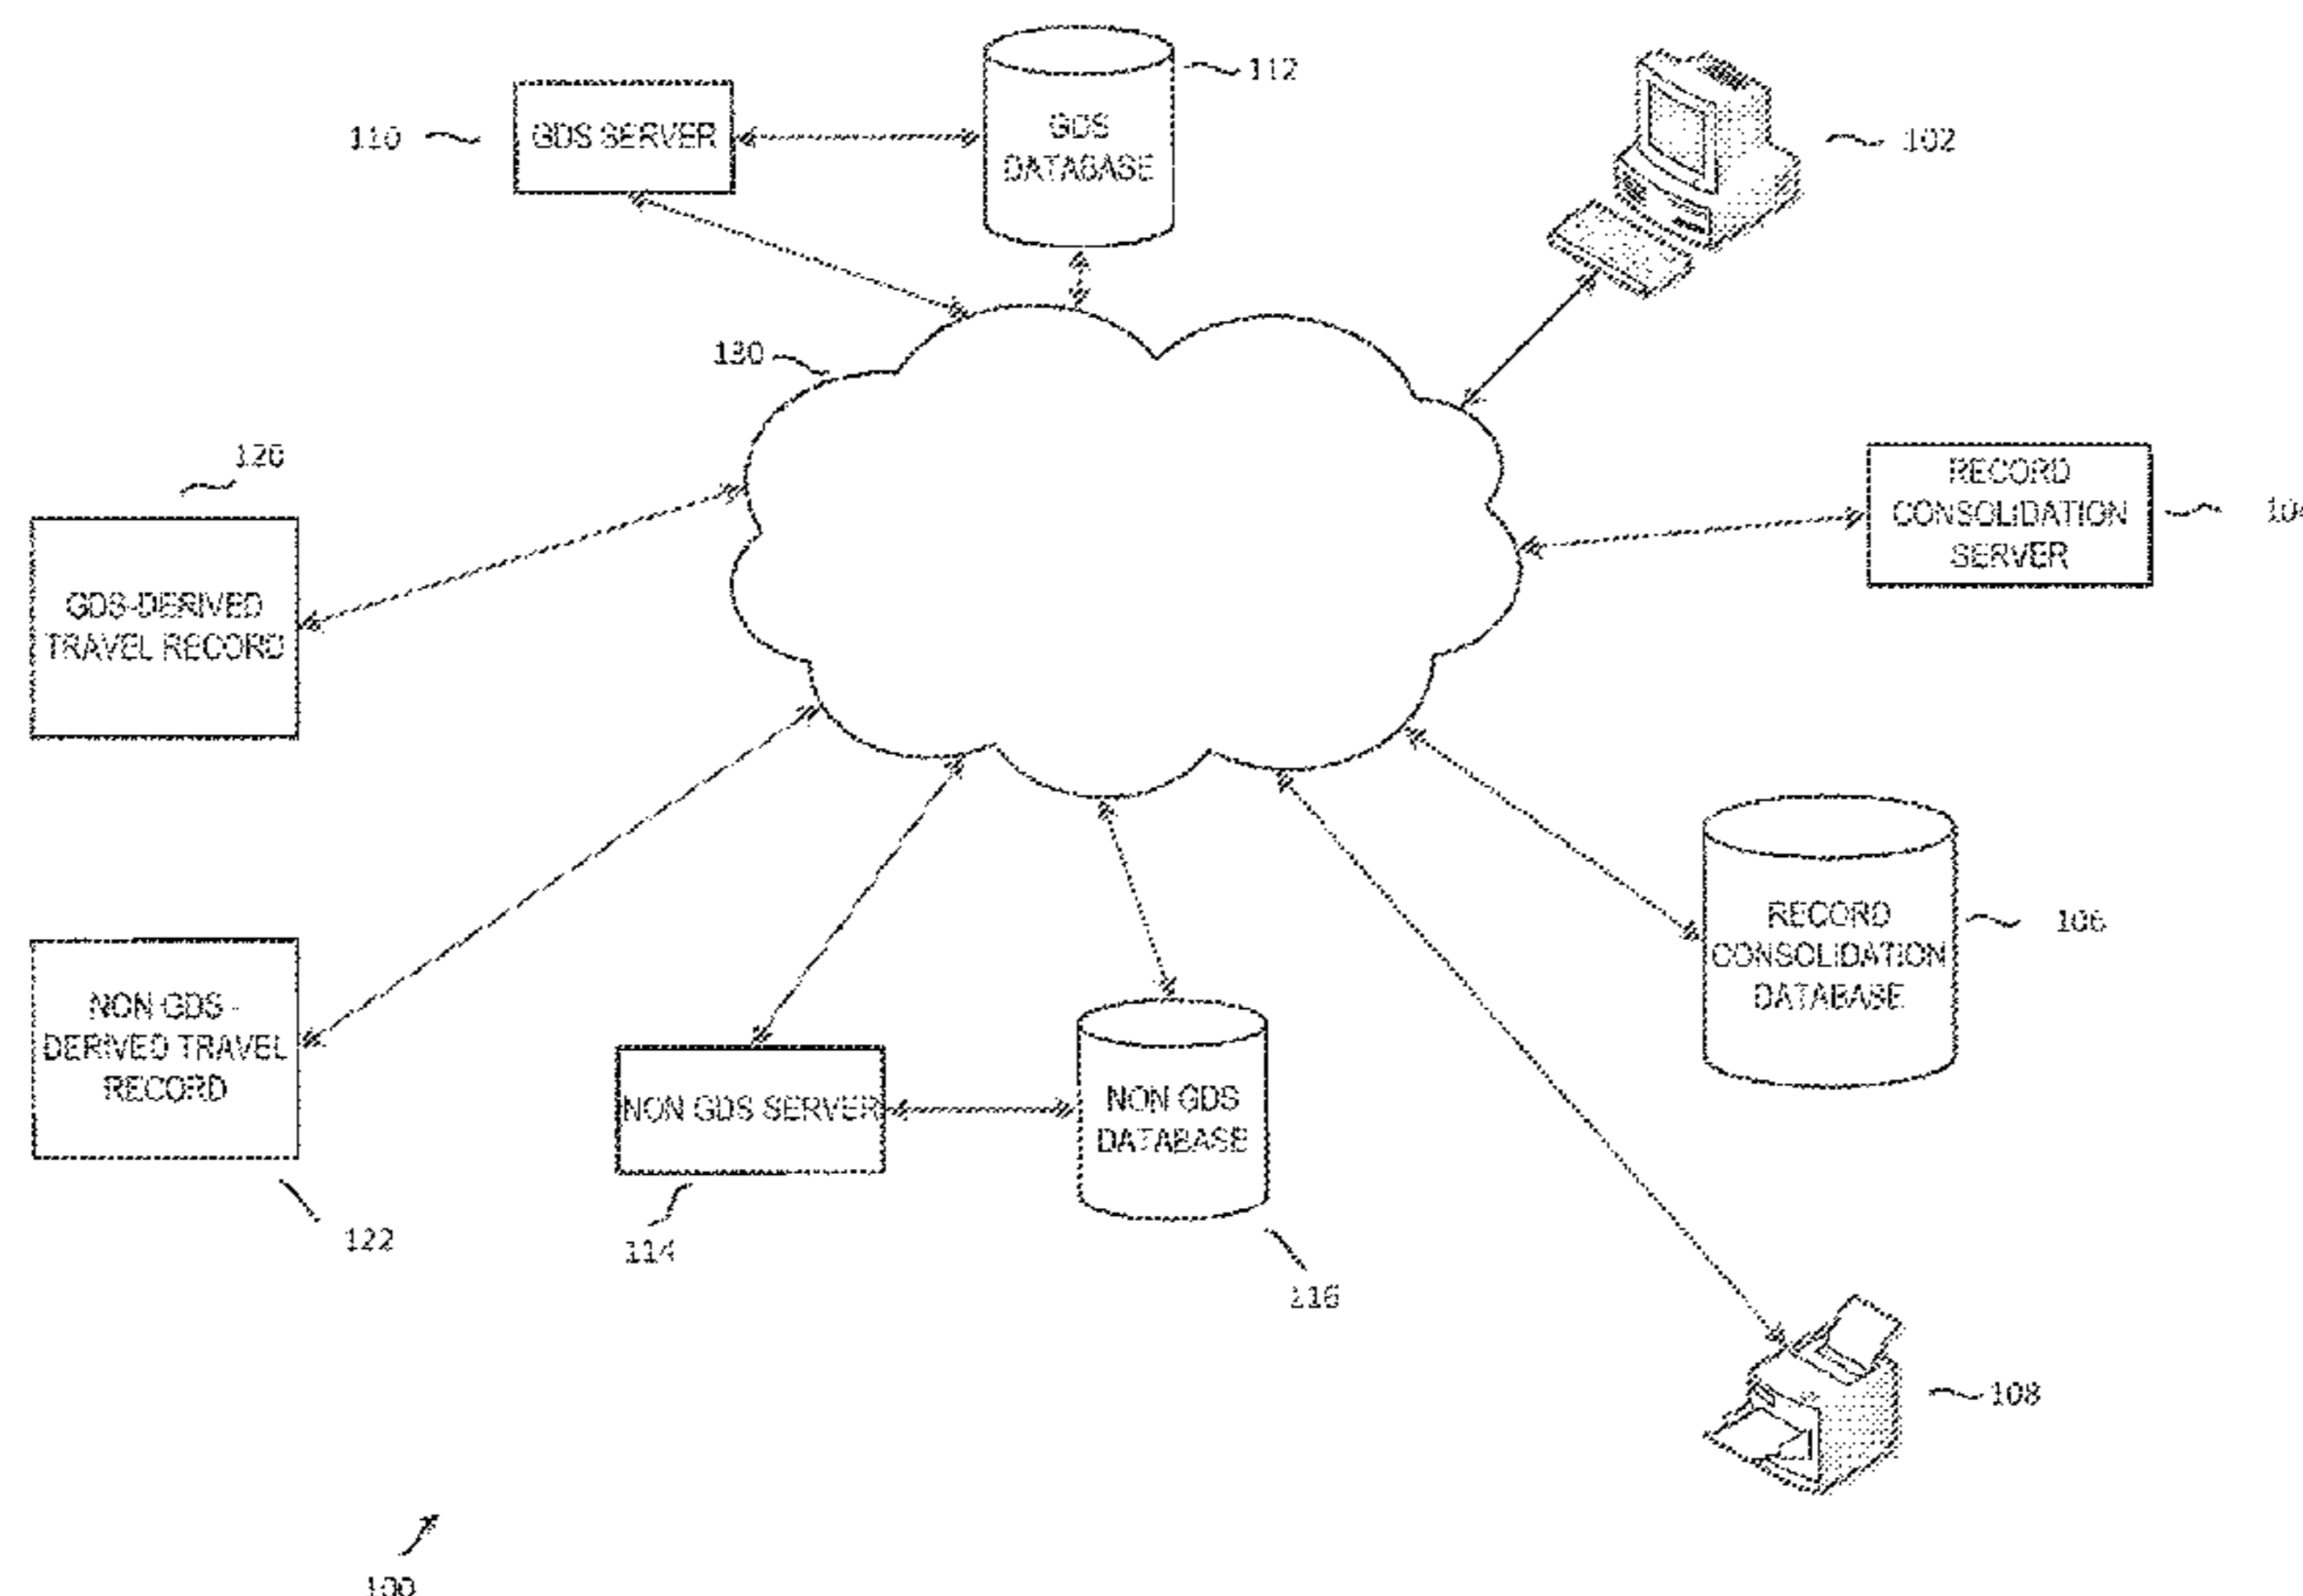 112
110
GDS SERVER
GDS
DATABASE
102
130
120
RECORD
CONSOLIDATION
SERVER
104
GDS-DERIVED
TRAVEL RECORD
RECORD
CONSOLIDATION
DATABASE
106
NON GDS -
DERIVED TRAVEL
RECORD
NON GDS SERVER
NON GDS
DATABASE
122
114
116
108
100